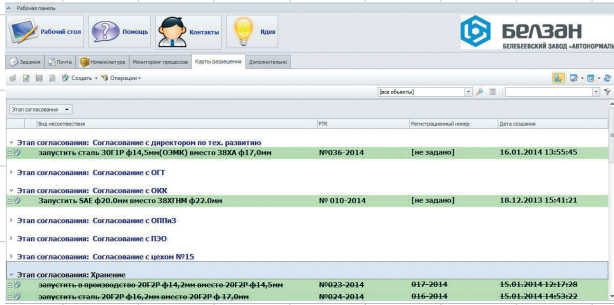 Рабочая панель
Рабочий стол
Помощь
Контакты
Идея
белзан
БЕЛЕБЕЕВСКИЙ ЗАВОД «АВТОНОРМАЛЬ
Задания Почта Номенклатура Мониторинг процессов Карты разрешения Дополнительно
Создать Операции
[все объекты]
Этап согласования
Вид несоответствия РТК Регистрационный номер Дата создания
Этап согласования: Согласование с директором по тех. развитию
запустить сталь 30Г1Р ф14,5мм(ОЭМК) вместо 38ХА ф17,0мм №036-2014 [не задано] 16.01.2014 13:55:45
Этап согласования: Согласование с ОГТ
Этап согласования: Согласование с ОКК
Запустить SAE ф20.0мм вместо 38ХГНМ ф22.0мм №010-2014 [не задано] 18.12.2013 15:41:21
Этап согласования: Согласование с ОППиЗ
Этап согласования: Согласование с ПЭО
Этап согласования: Согласование с цехом №15
Этап согласования: Хранение
запустить в производство 20Г2Р ф14,2мм вместо 20Г2Р ф14,5мм №023-2014 017-2014 15.01.2014 12:17:28
запустить сталь 20Г2Р ф16,2мм вместо 20Г2Р ф 17,0мм №024-2014 016-2014 15.01.2014 14:53:22